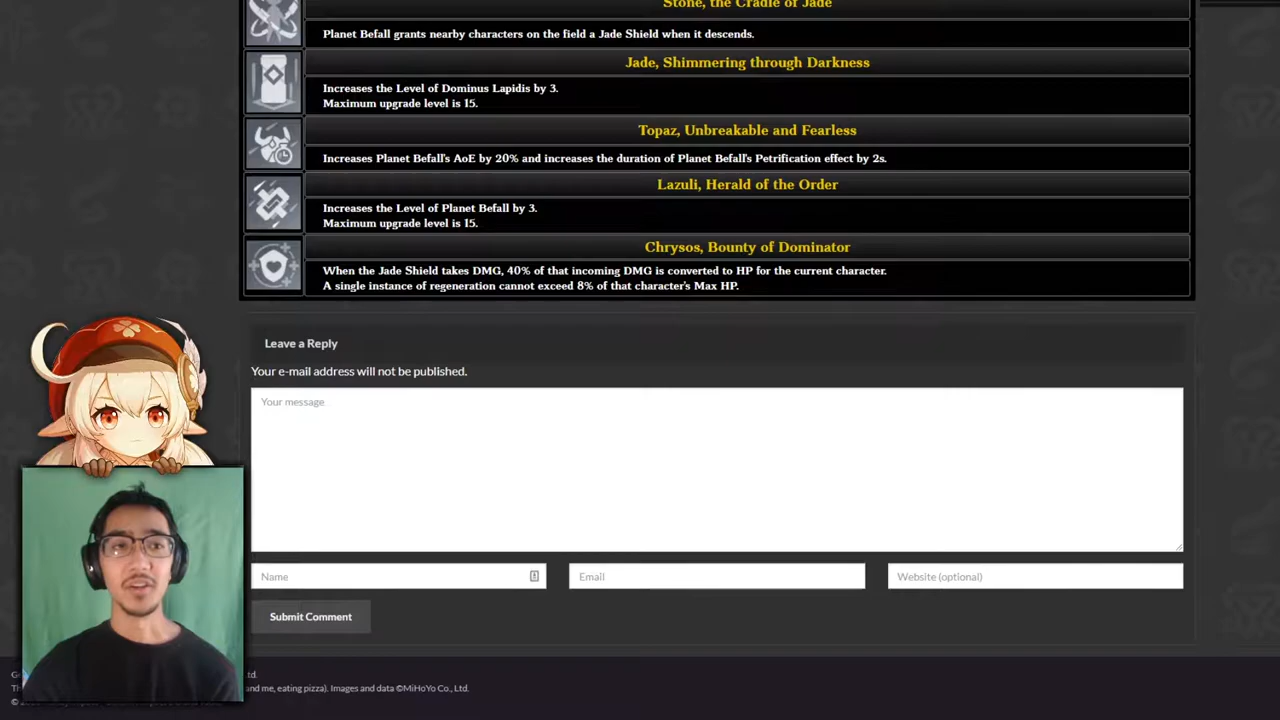 Stone, the Cradle of Jade
Planet Befall grants nearby characters on the field a Jade Shield when it descends.
Jade, Shimmering through Darkness
Increases the Level of Dominus Lapidis by 3.
Maximum upgrade level is 15.
Topaz, Unbreakable and Fearless
Increases Planet Befall's AoE by 20% and increases the duration of Planet Befall's Petrification effect by 2s.
Lazuli, Herald of the Order
Increases the Level of Planet Befall by 3.
Maximum upgrade level is 15.
Chrysos, Bounty of Dominator
When the Jade Shield takes DMG, 40% of that incoming DMG is converted to HP for the current character.
A single instance of regeneration cannot exceed 8% of that character's Max HP.
Leave a Reply
Your e-mail address will not be published.
Your message
Name Email Website (optional)
Submit Comment
td.
and me, eating pizza). Images and data ©MiHoYo Co., Ltd.